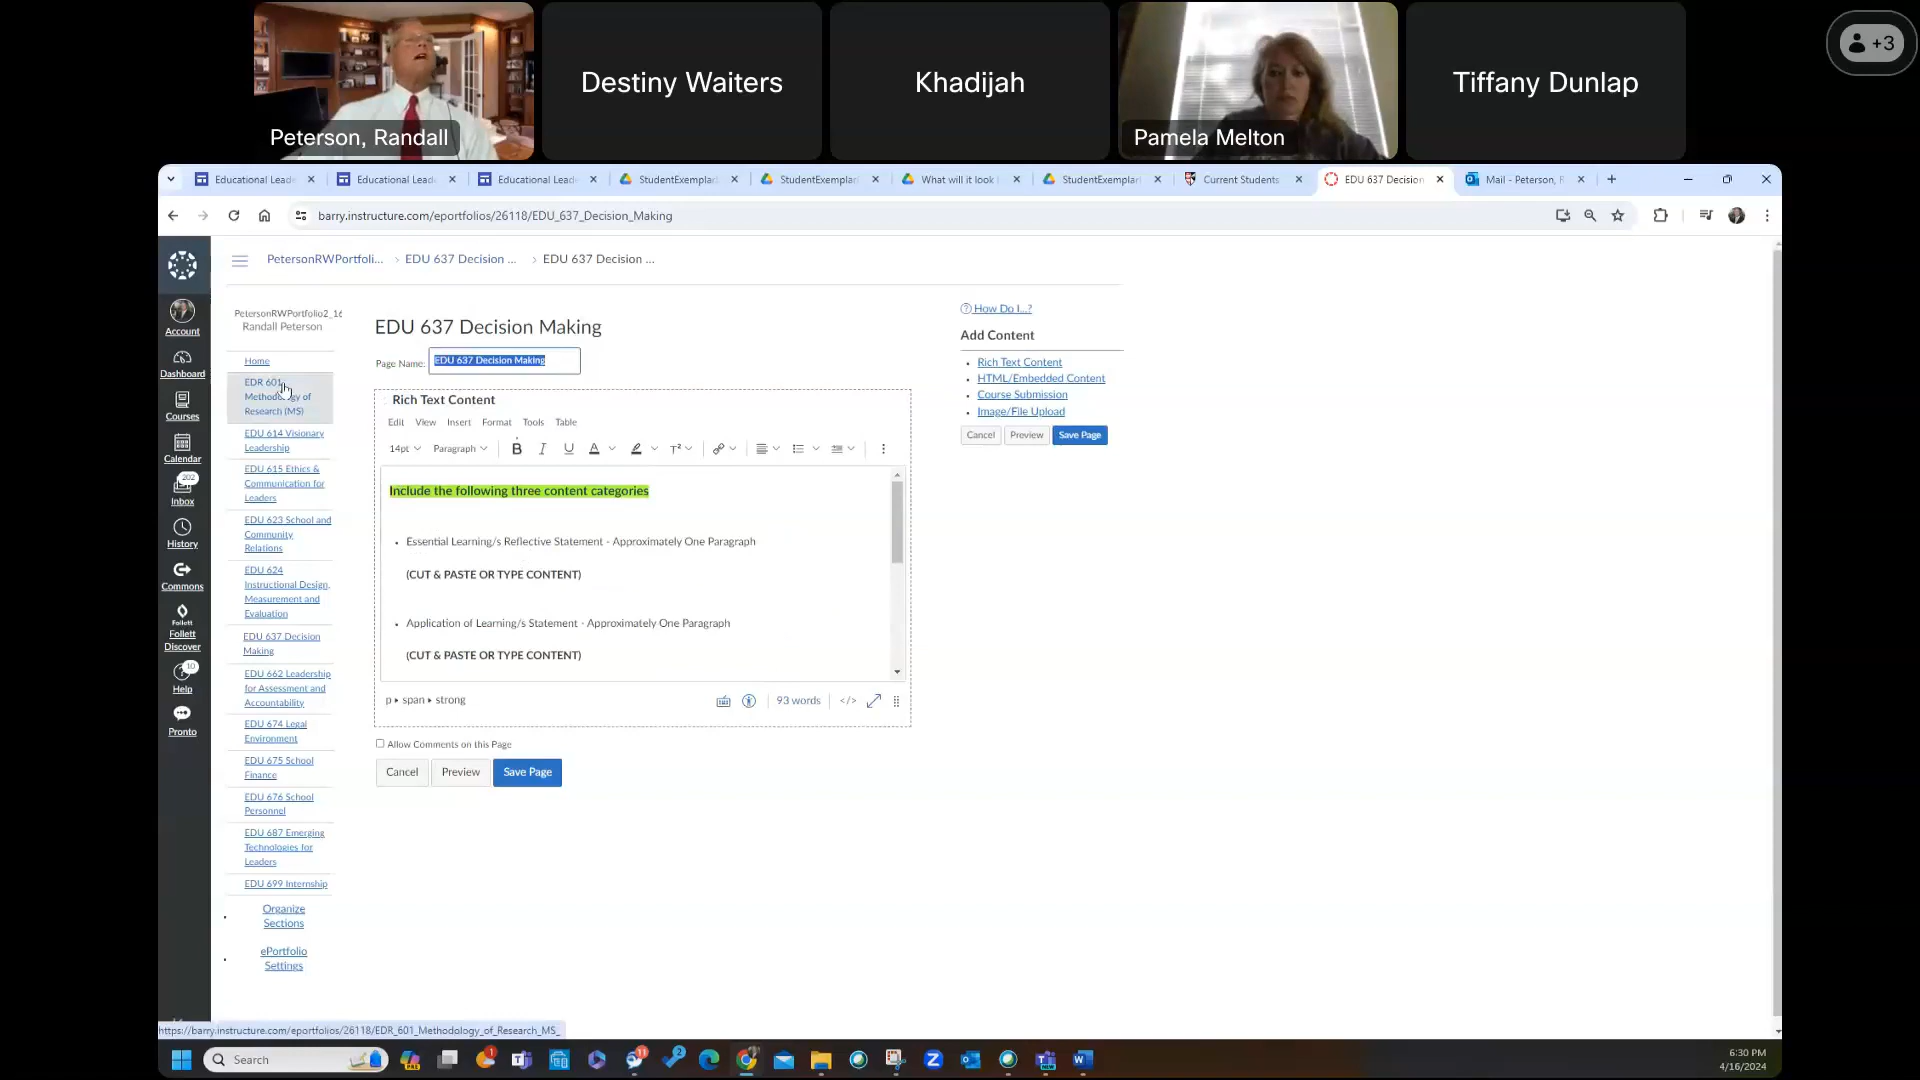 Peterson, Randall
Destiny Waiters
Khadijah
Pamela Melton
Tiffany Dunlap
+3
Educational Lead
Educational Lead
Educational Lead
StudentExemplar
StudentExemplar
What will it look
StudentExemplar
Current Students
EDU 637 Decision
Mail - Peterson, R
barry.instructure.com/eportfolios/26118/EDU_637_Decision_Making
PetersonRWPortfoli...
EDU 637 Decision ...
EDU 637 Decision ...
Account
Dashboard
Courses
Calendar
202
Inbox
History
Commons
Follett
Follett
Discover
10
Help
Pronto
PetersonRWPortfolio2_16
Randall Peterson
Home
EDR 601
Methodology of
Research (MS)
EDU 614 Visionary
Leadership
EDU 615 Ethics &
Communication for
Leaders
EDU 623 School and
Community
Relations
EDU 624
Instructional Design,
Measurement and
Evaluation
EDU 637 Decision
Making
EDU 662 Leadership
for Assessment and
Accountability
EDU 674 Legal
Environment
EDU 675 School
Finance
EDU 676 School
Personnel
EDU 687 Emerging
Technologies for
Leaders
EDU 699 Internship
Organize
Sections
ePortfolio
Settings
EDU 637 Decision Making
Page Name: EDU 637 Decision Making
Rich Text Content
Edit View Insert Format Tools Table
14pt Paragraph B I U A T²
Include the following three content categories
Essential Learning/s Reflective Statement - Approximately One Paragraph
(CUT & PASTE OR TYPE CONTENT)
Application of Learning/s Statement - Approximately One Paragraph
(CUT & PASTE OR TYPE CONTENT)
p ▸ span ▸ strong
93 words
</>
Allow Comments on this Page
Cancel
Preview
Save Page
How Do I...?
Add Content
Rich Text Content
HTML/Embedded Content
Course Submission
Image/File Upload
Cancel
Preview
Save Page
https://barry.instructure.com/eportfolios/26118/EDR_601_Methodology_of_Research_MS_
Search
6:30 PM
4/16/2024